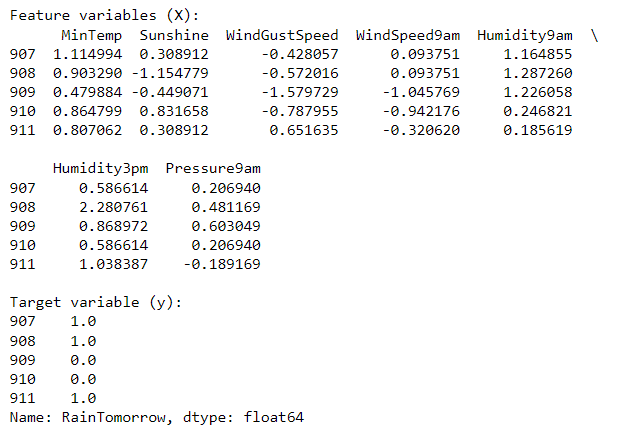 Feature variables (X):
      MinTemp  Sunshine  WindGustSpeed  WindSpeed9am  Humidity9am  \
907  1.114994  0.308912      -0.428057      0.093751     1.164855
908  0.903290 -1.154779      -0.572016      0.093751     1.287260
909  0.479884 -0.449071      -1.579729     -1.045769     1.226058
910  0.864799  0.831658      -0.787955     -0.942176     0.246821
911  0.807062  0.308912       0.651635     -0.320620     0.185619
     Humidity3pm  Pressure9am
907     0.586614     0.206940
908     2.280761     0.481169
909     0.868972     0.603049
910     0.586614     0.206940
911     1.038387    -0.189169
Target variable (y):
907    1.0
908    1.0
909    0.0
910    0.0
911    1.0
Name: RainTomorrow, dtype: float64